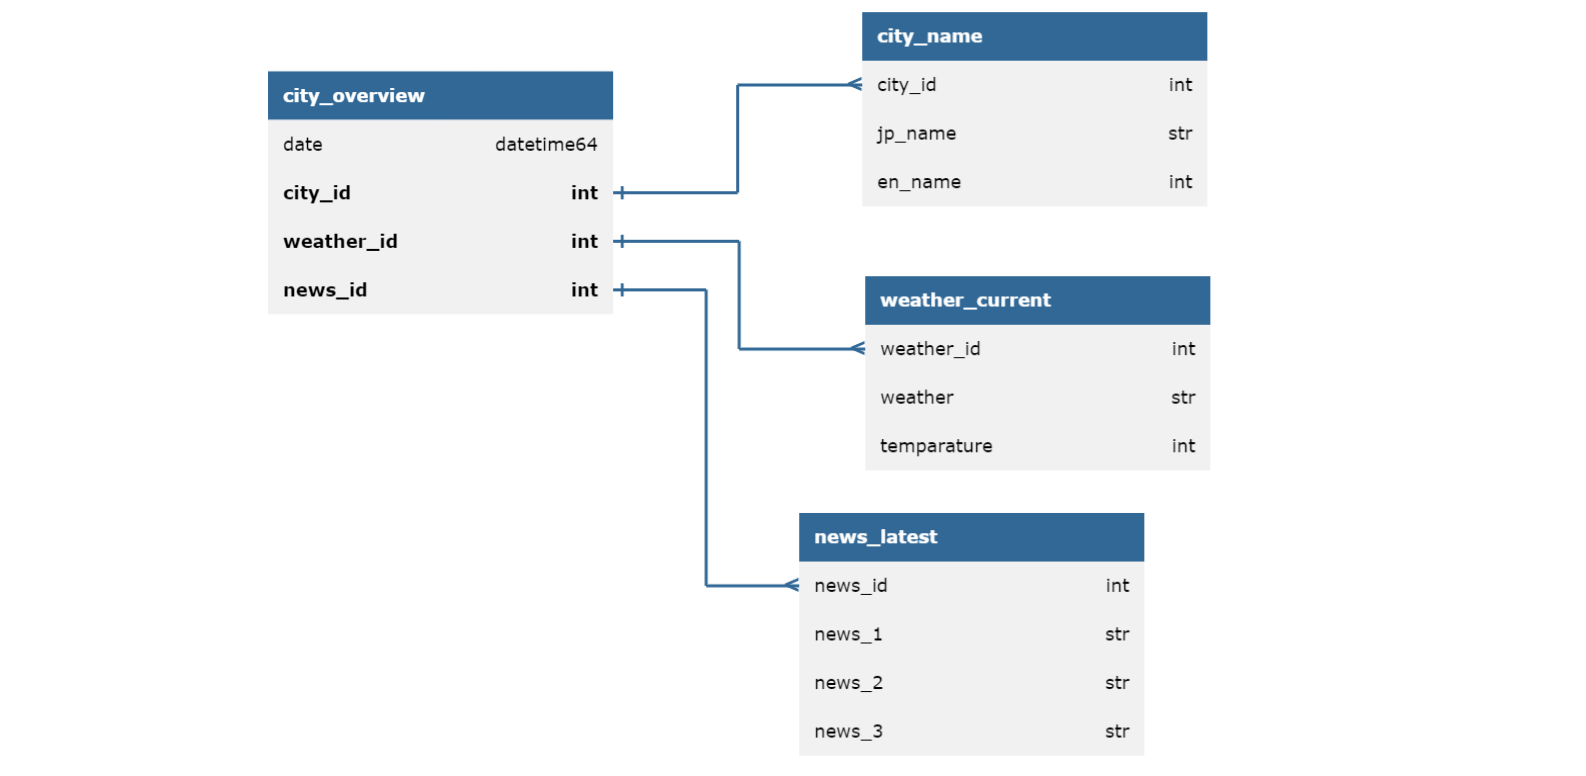 city_overview
date datetime64
city_id int
weather_id int
news_id int
city_name
city_id int
jp_name str
en_name int
weather_current
weather_id int
weather str
temparature int
news_latest
news_id int
news_1 str
news_2 str
news_3 str